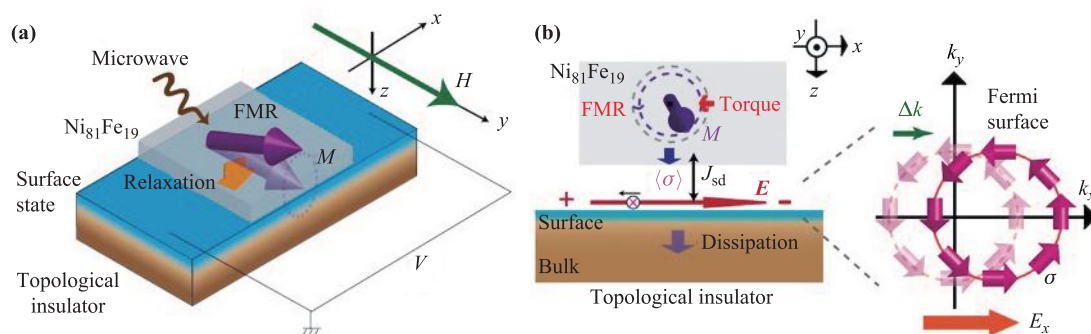 (a)
Microwave
x
H
z
y
FMR
Ni81Fe19
M
Relaxation
Surface
state
V
Topological
insulator
(b)
y
x
z
Ni81Fe19
FMR
Torque
M
⟨σ⟩
Jsd
+
E
−
Surface
Dissipation
Bulk
Topological insulator
ky
Δk
Fermi
surface
kx
σ
Ex